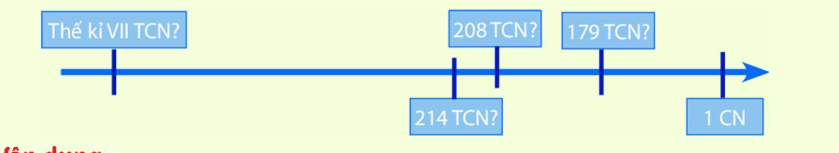 Thế kỉ VII TCN?
208 TCN?
179 TCN?
214 TCN?
1 CN